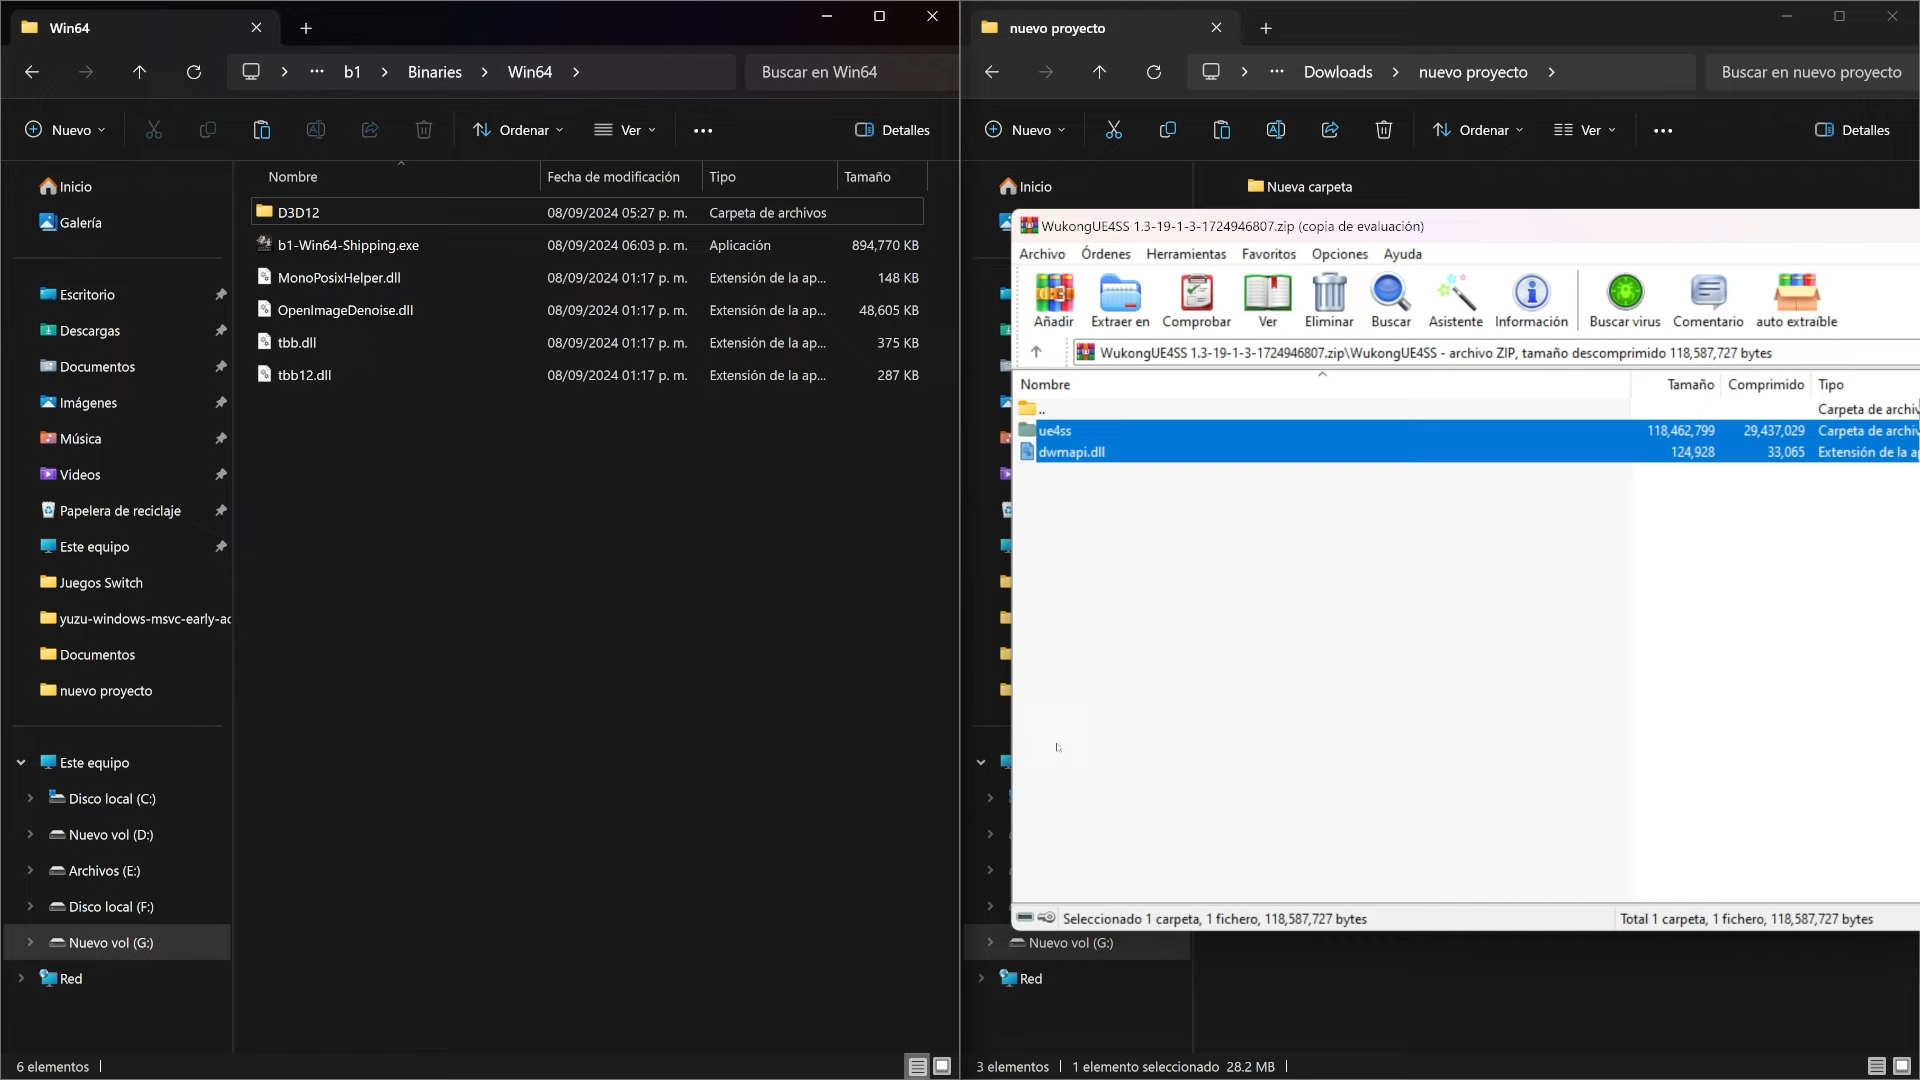 Win64
b1 Binaries Win64
Buscar en Win64
Nuevo Ordenar Ver Detalles
Inicio
Galería
Escritorio
Descargas
Documentos
Imágenes
Música
Videos
Papelera de reciclaje
Este equipo
Juegos Switch
yuzu-windows-msvc-early-ac
Documentos
nuevo proyecto
Este equipo
Disco local (C:)
Nuevo vol (D:)
Archivos (E:)
Disco local (F:)
Nuevo vol (G:)
Red
Nombre Fecha de modificación Tipo Tamaño
D3D12 08/09/2024 05:27 p. m. Carpeta de archivos
b1-Win64-Shipping.exe 08/09/2024 06:03 p. m. Aplicación 894,770 KB
MonoPosixHelper.dll 08/09/2024 01:17 p. m. Extensión de la ap... 148 KB
OpenImageDenoise.dll 08/09/2024 01:17 p. m. Extensión de la ap... 48,605 KB
tbb.dll 08/09/2024 01:17 p. m. Extensión de la ap... 375 KB
tbb12.dll 08/09/2024 01:17 p. m. Extensión de la ap... 287 KB
6 elementos
nuevo proyecto
Dowloads nuevo proyecto
Buscar en nuevo proyecto
Nuevo Ordenar Ver Detalles
Inicio
Nueva carpeta
WukongUE4SS 1.3-19-1-3-1724946807.zip (copia de evaluación)
Archivo Órdenes Herramientas Favoritos Opciones Ayuda
Añadir Extraer en Comprobar Ver Eliminar Buscar Asistente Información Buscar virus Comentario auto extraíble
WukongUE4SS 1.3-19-1-3-1724946807.zip\WukongUE4SS - archivo ZIP, tamaño descomprimido 118,587,727 bytes
Nombre Tamaño Comprimido Tipo
.. Carpeta de archiv
ue4ss 118,462,799 29,437,029 Carpeta de archiv
dwmapi.dll 124,928 33,065 Extensión de la a
Seleccionado 1 carpeta, 1 fichero, 118,587,727 bytes
Total 1 carpeta, 1 fichero, 118,587,727 bytes
Nuevo vol (G:)
Red
3 elementos 1 elemento seleccionado 28.2 MB